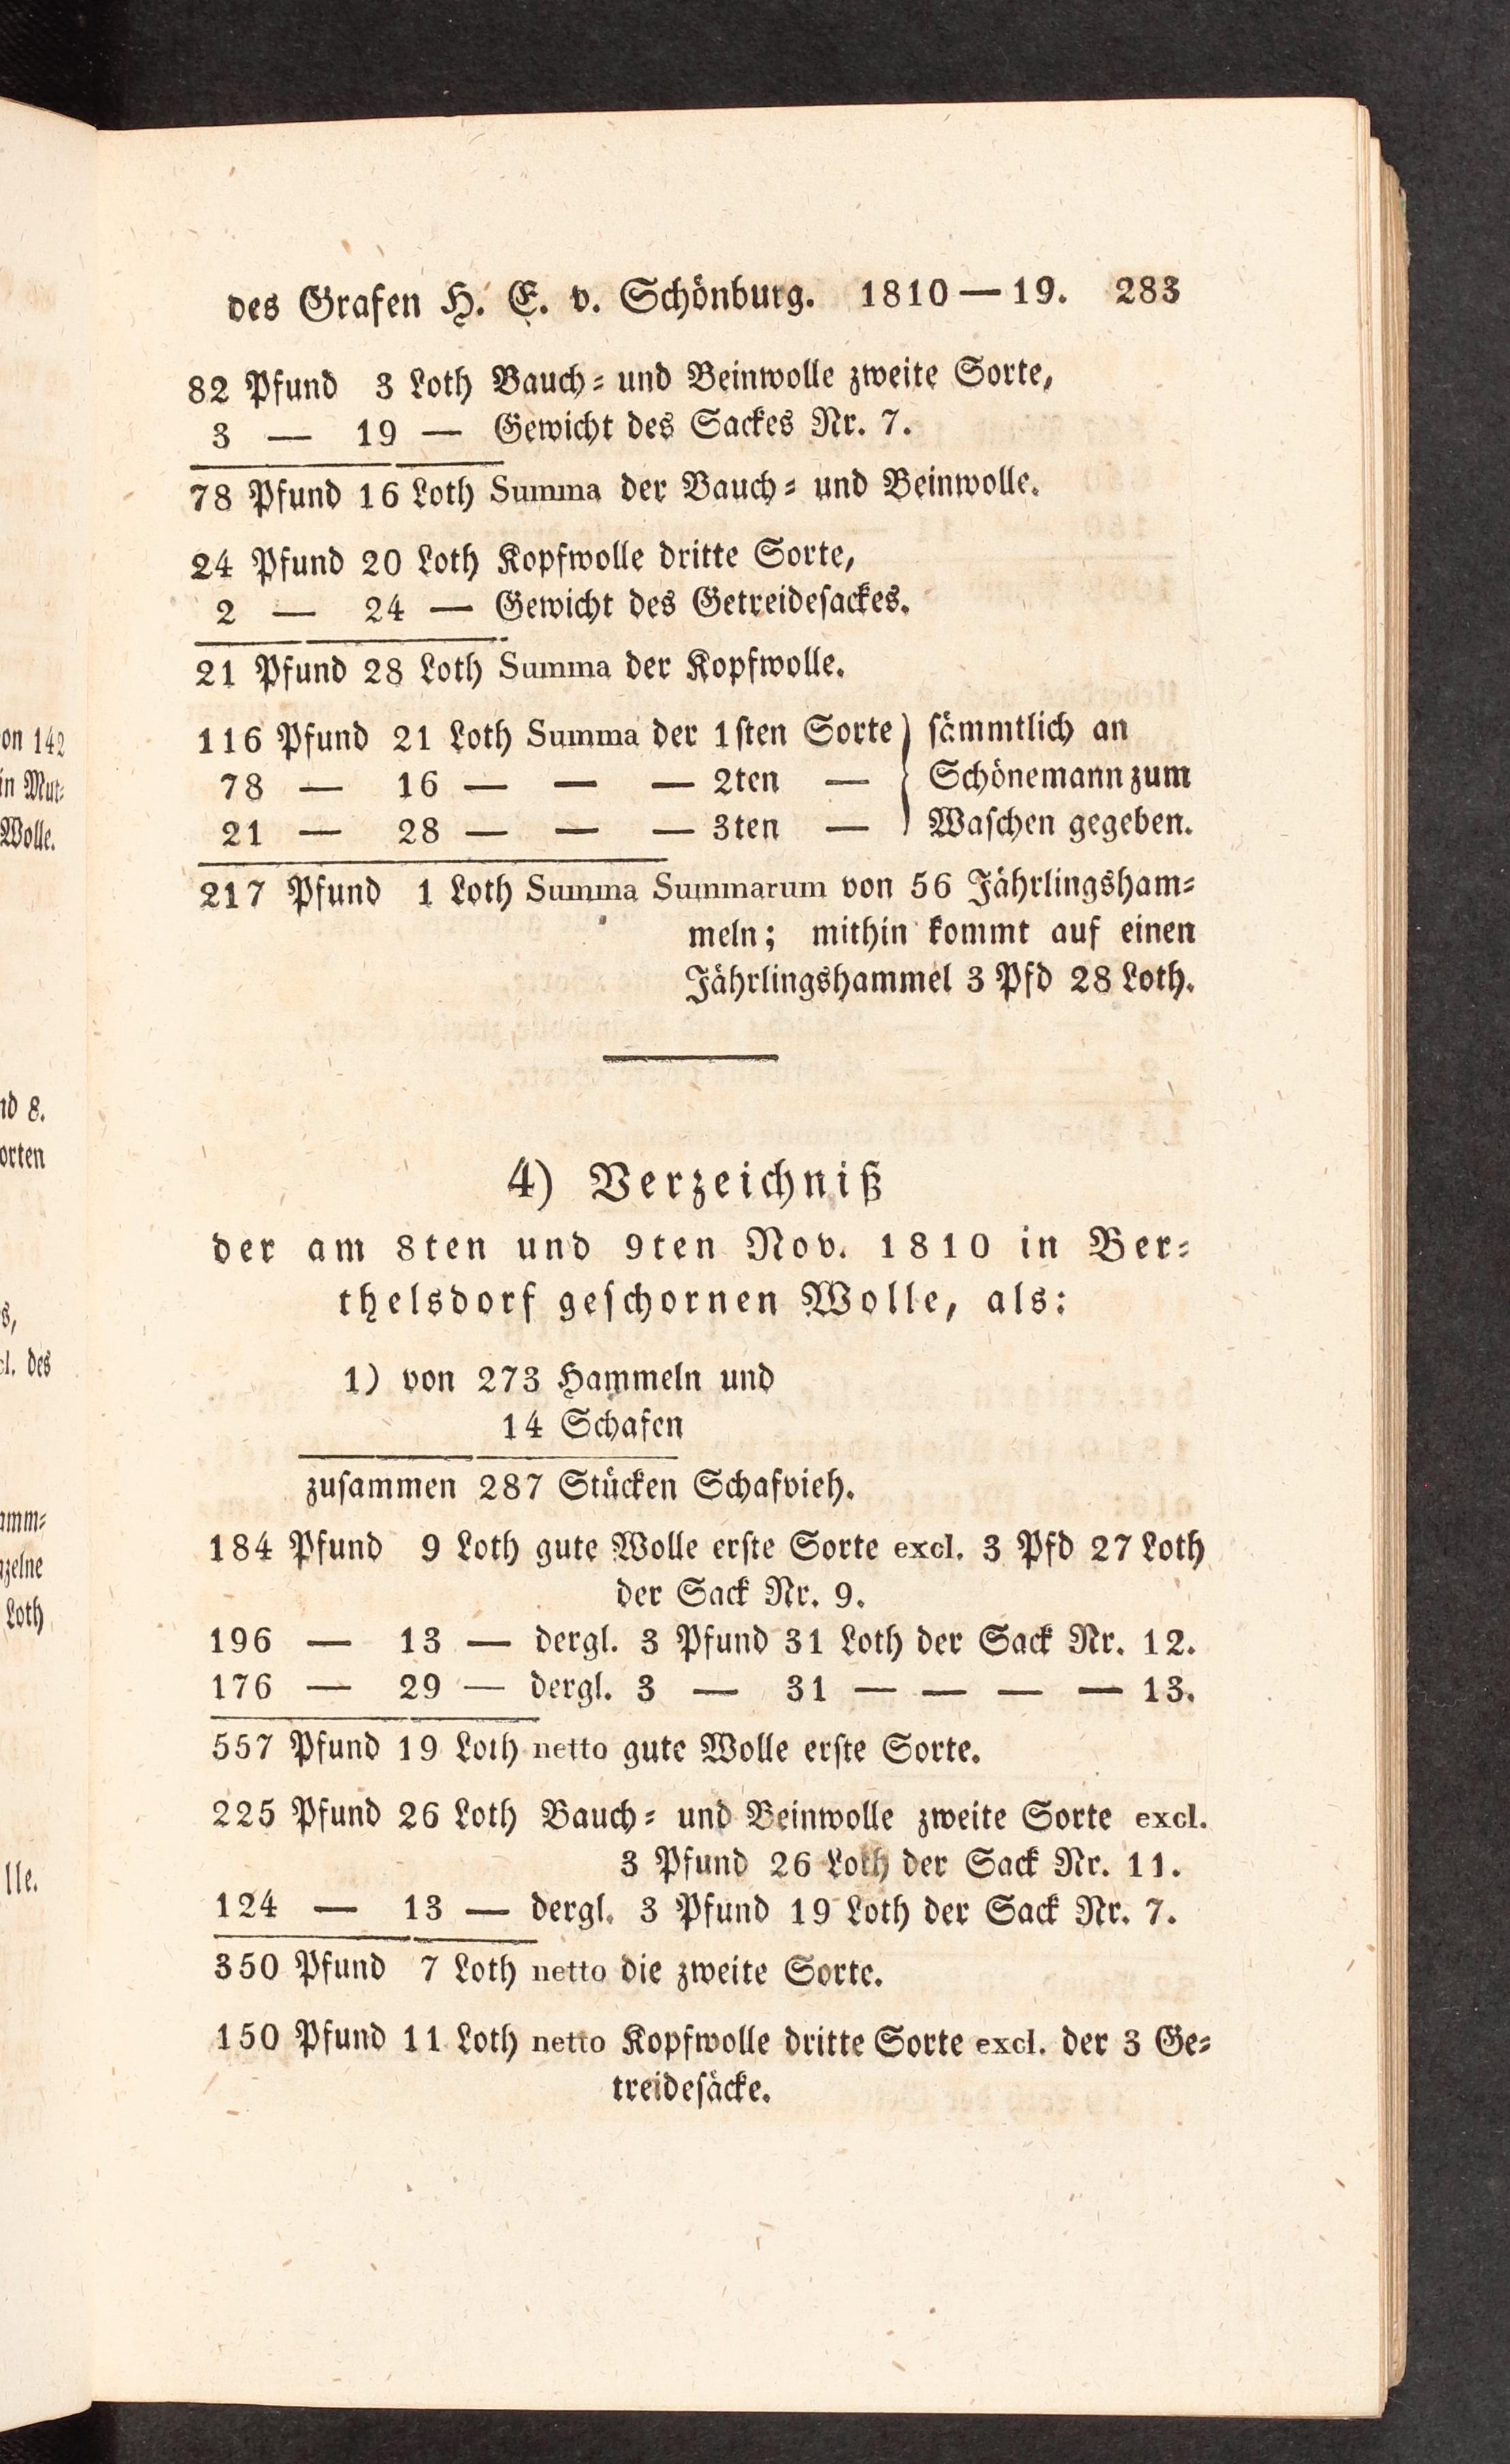 des Grafen H. E. v. Schönburg. 1810 — 19. 283
82 Pfund 3 Loth Bauch- und Beinwolle zweite Sorte,
3 — 19 — Gewicht des Sackes Nr. 7.
78 Pfund 16 Loth Summa der Bauch- und Beinwolle.
24 Pfund 20 Loth Kopfwolle dritte Sorte,
2 — 24 — Gewicht des Getreidesackes.
21 Pfund 28 Loth Summa der Kopfwolle.
116 Pfund 21 Loth Summa der 1sten Sorte } sämmtlich an
78 — 16 — — — 2ten — Schönemann zum
21 — 28 — — — 3ten — Waschen gegeben.
217 Pfund 1 Loth Summa Summarum von 56 Jährlingsham-
meln; mithin kommt auf einen
Jährlingshammel 3 Pfd 28 Loth.
4) Verzeichniß
der am 8ten und 9ten Nov. 1810 in Ber-
thelsdorf geschornen Wolle, als:
1) von 273 Hammeln und
14 Schafen
zusammen 287 Stücken Schafvieh.
184 Pfund 9 Loth gute Wolle erste Sorte excl. 3 Pfd 27 Loth
der Sack Nr. 9.
196 — 13 — dergl. 3 Pfund 31 Loth der Sack Nr. 12.
176 — 29 — dergl. 3 — 31 — — — — 13.
557 Pfund 19 Loth netto gute Wolle erste Sorte.
225 Pfund 26 Loth Bauch- und Beinwolle zweite Sorte excl.
3 Pfund 26 Loth der Sack Nr. 11.
124 — 13 — dergl. 3 Pfund 19 Loth der Sack Nr. 7.
350 Pfund 7 Loth netto die zweite Sorte.
150 Pfund 11 Loth netto Kopfwolle dritte Sorte excl. der 3 Ge-
treidesäcke.